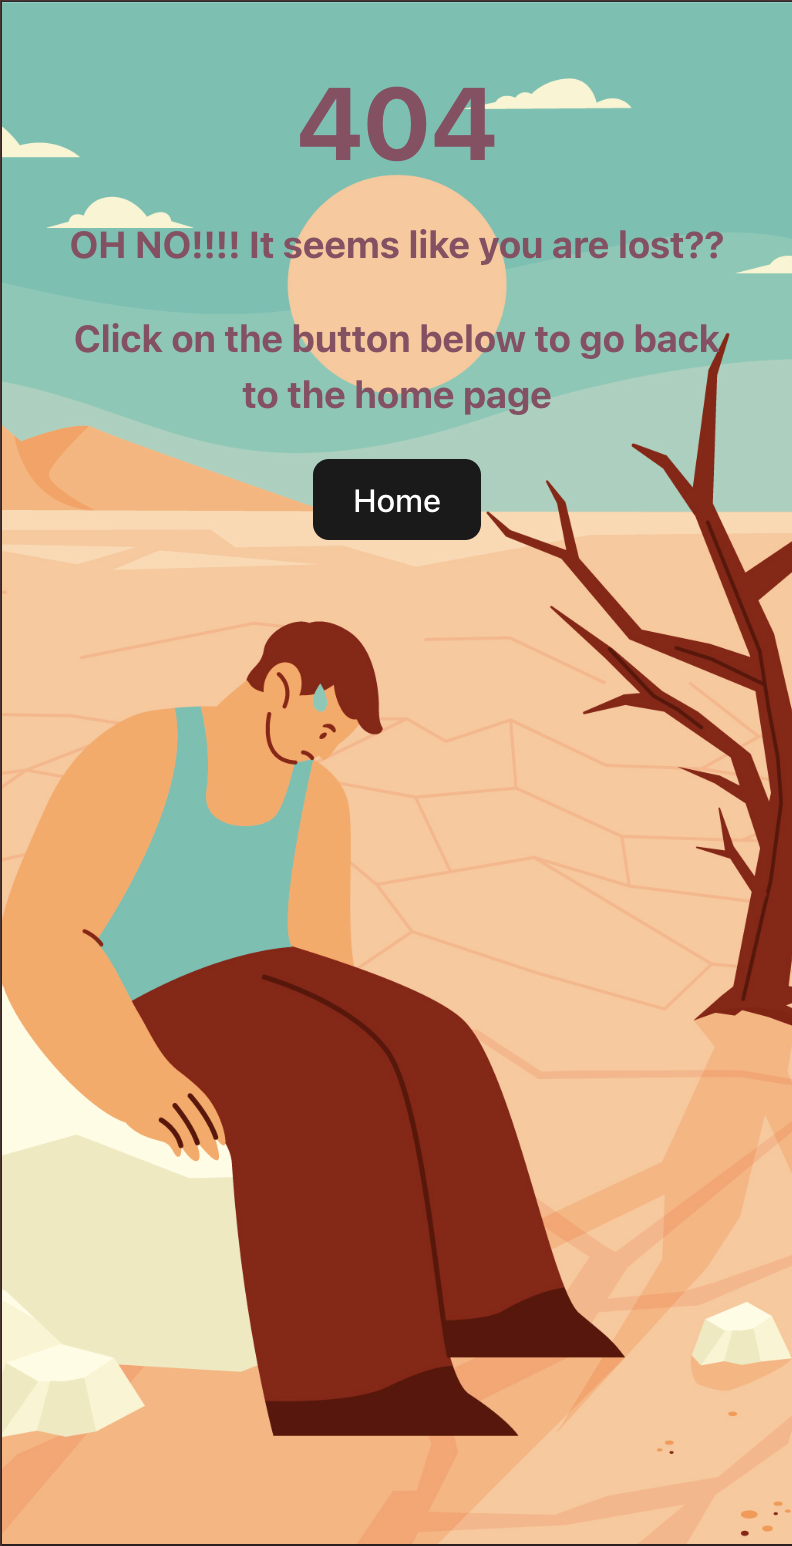 404
OH NO!!!! It seems like you are lost??
Click on the button below to go back
to the home page
Home